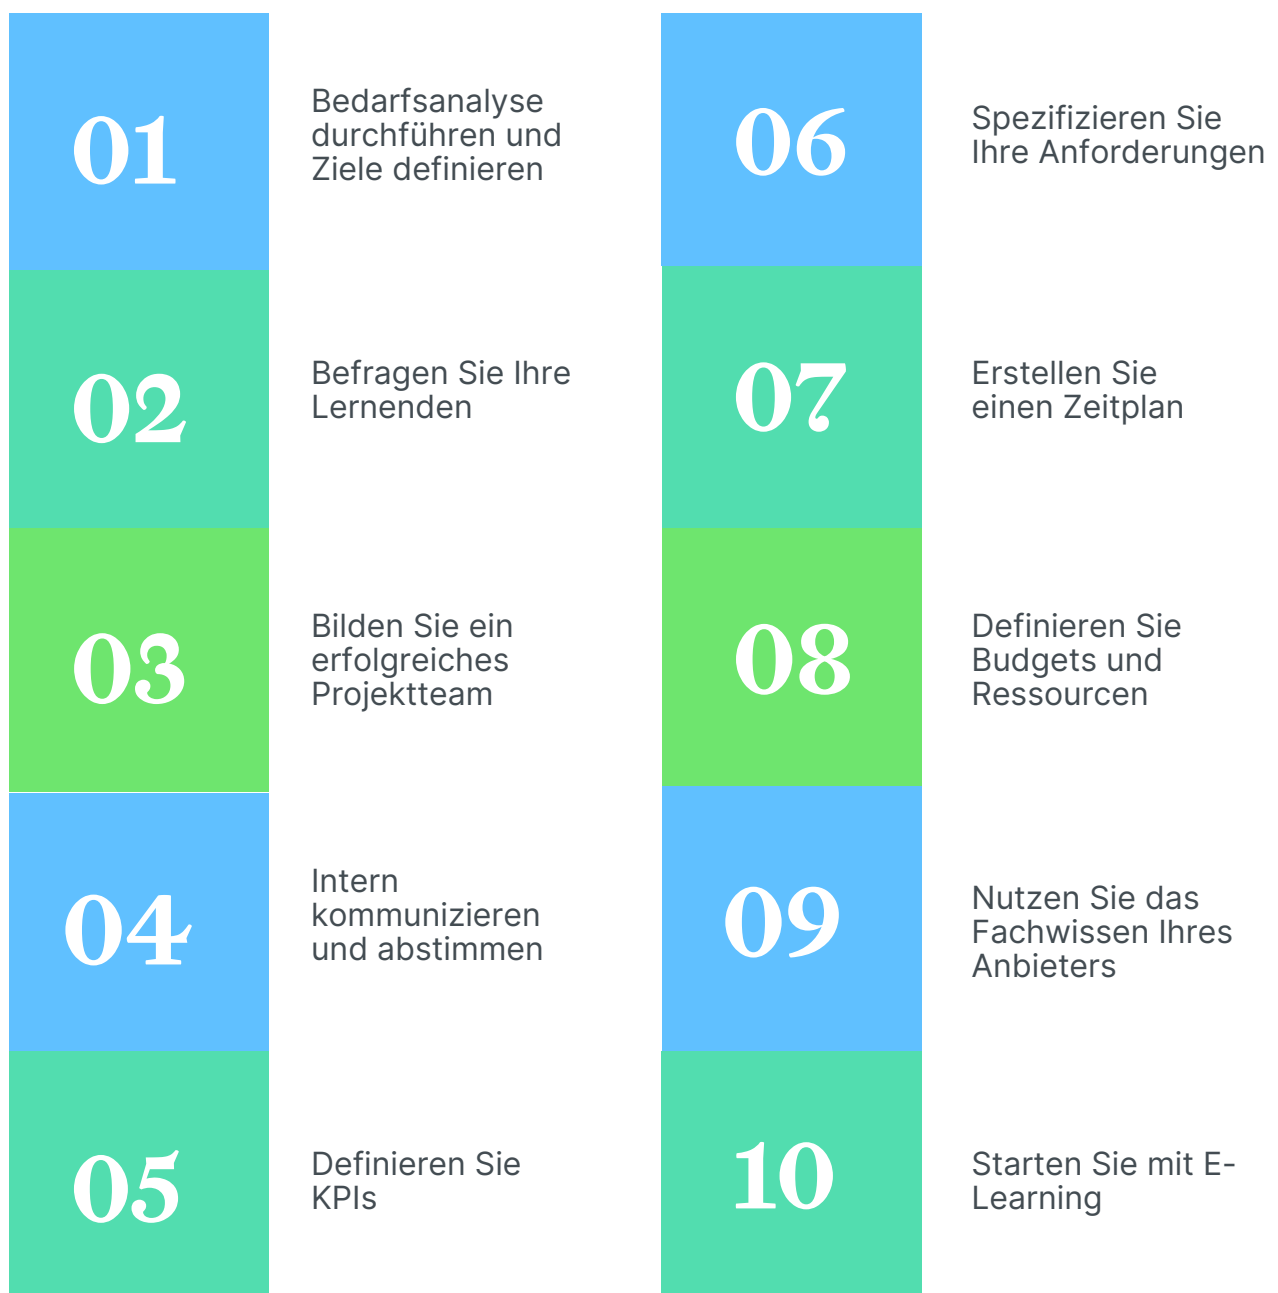 01
Bedarfsanalyse
durchführen und
Ziele definieren
02
Befragen Sie Ihre
Lernenden
03
Bilden Sie ein
erfolgreiches
Projektteam
04
Intern
kommunizieren
und abstimmen
05
Definieren Sie
KPIs
06
Spezifizieren Sie
Ihre Anforderungen
07
Erstellen Sie
einen Zeitplan
08
Definieren Sie
Budgets und
Ressourcen
09
Nutzen Sie das
Fachwissen Ihres
Anbieters
10
Starten Sie mit E-
Learning